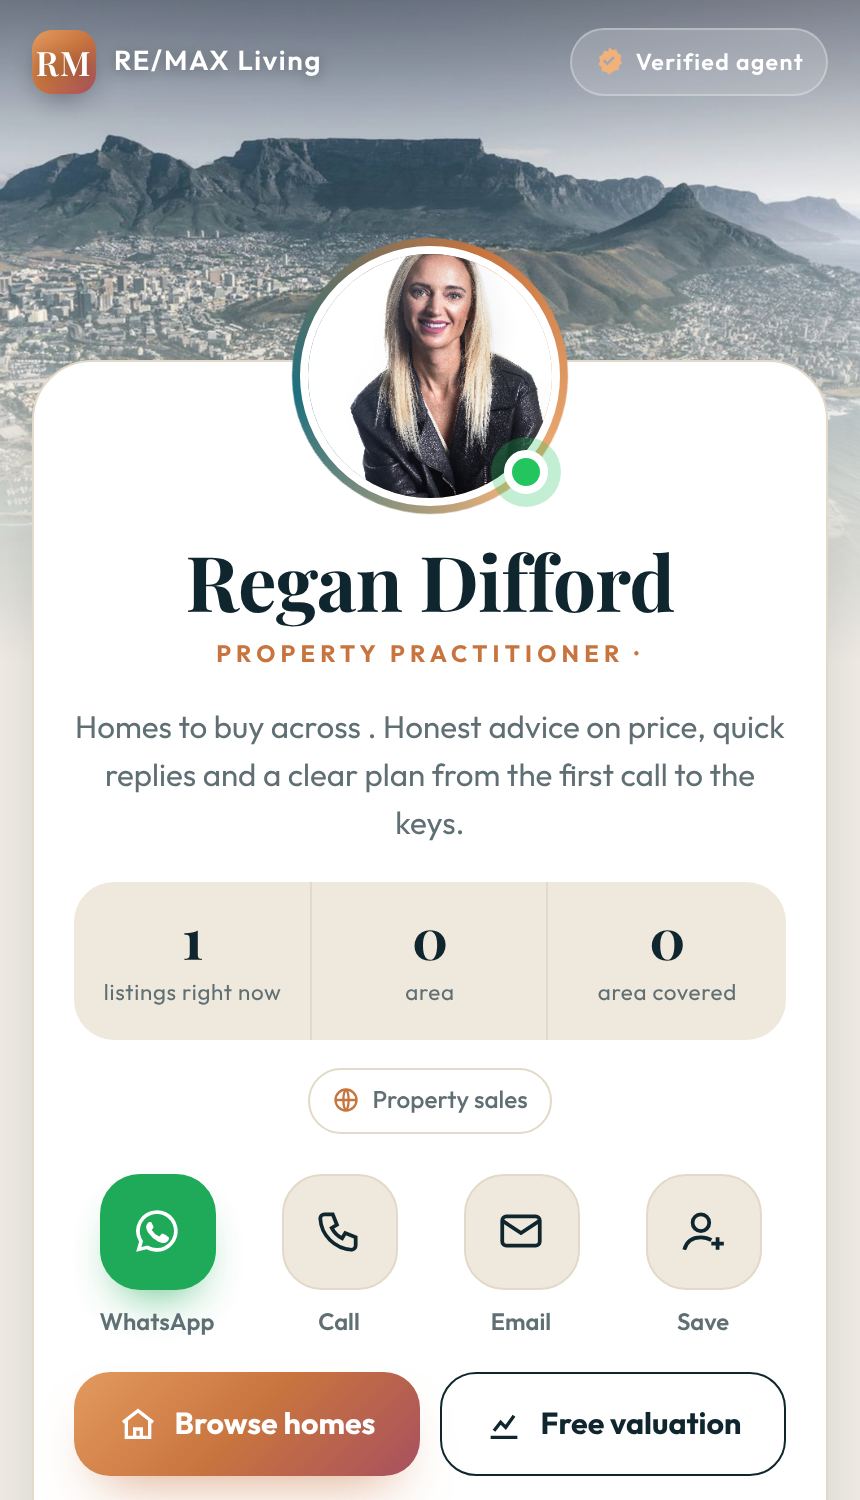 RM RE/MAX Living
Verified agent
Regan Difford
PROPERTY PRACTITIONER ·
Homes to buy across . Honest advice on price, quick
replies and a clear plan from the first call to the
keys.
1 0 0
listings right now area area covered
Property sales
WhatsApp Call Email Save
Browse homes Free valuation